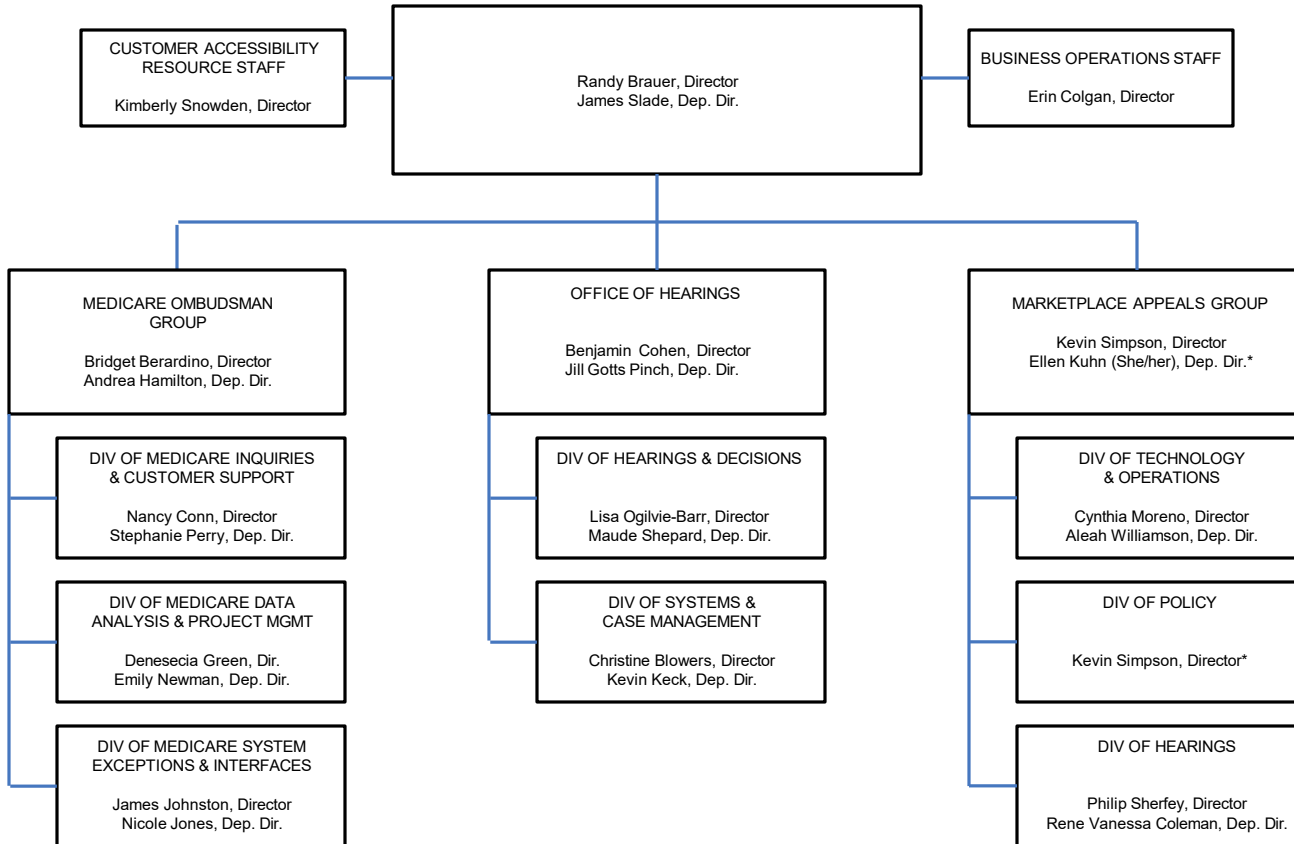 CUSTOMER ACCESSIBILITY
RESOURCE STAFF
Kimberly Snowden, Director
Randy Brauer, Director
James Slade, Dep. Dir.
BUSINESS OPERATIONS STAFF
Erin Colgan, Director
MEDICARE OMBUDSMAN
GROUP
Bridget Berardino, Director
Andrea Hamilton, Dep. Dir.
OFFICE OF HEARINGS
Benjamin Cohen, Director
Jill Gotts Pinch, Dep. Dir.
MARKETPLACE APPEALS GROUP
Kevin Simpson, Director
Ellen Kuhn (She/her), Dep. Dir.*
DIV OF MEDICARE INQUIRIES
& CUSTOMER SUPPORT
Nancy Conn, Director
Stephanie Perry, Dep. Dir.
DIV OF HEARINGS & DECISIONS
Lisa Ogilvie-Barr, Director
Maude Shepard, Dep. Dir.
DIV OF TECHNOLOGY
& OPERATIONS
Cynthia Moreno, Director
Aleah Williamson, Dep. Dir.
DIV OF MEDICARE DATA
ANALYSIS & PROJECT MGMT
Denesecia Green, Dir.
Emily Newman, Dep. Dir.
DIV OF SYSTEMS &
CASE MANAGEMENT
Christine Blowers, Director
Kevin Keck, Dep. Dir.
DIV OF POLICY
Kevin Simpson, Director*
DIV OF MEDICARE SYSTEM
EXCEPTIONS & INTERFACES
James Johnston, Director
Nicole Jones, Dep. Dir.
DIV OF HEARINGS
Philip Sherfey, Director
Rene Vanessa Coleman, Dep. Dir.